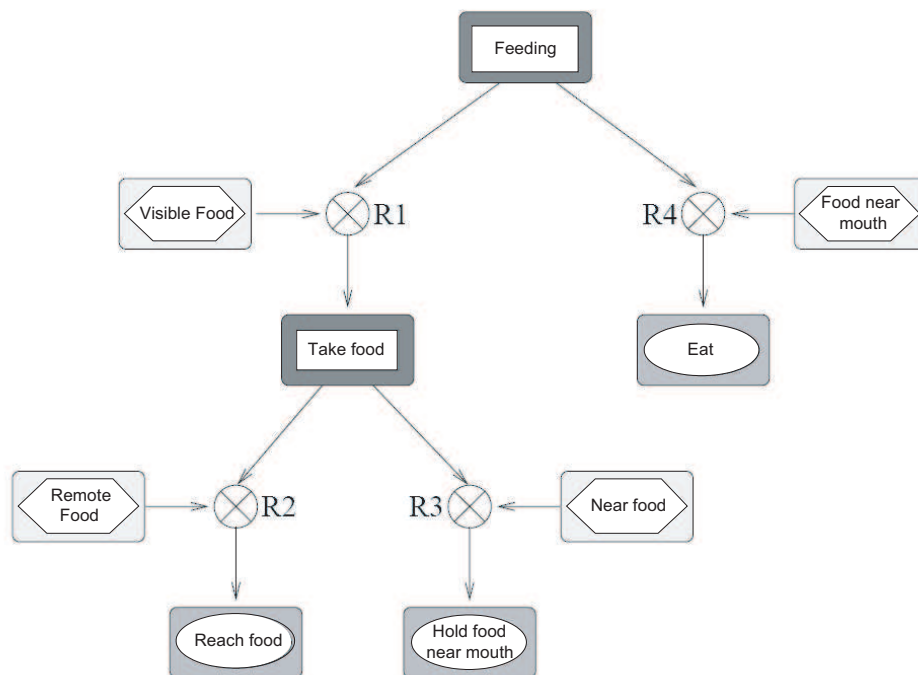 Feeding
Visible Food
R1
R4
Food near
mouth
Take food
Eat
Remote
Food
R2
R3
Near food
Reach food
Hold food
near mouth